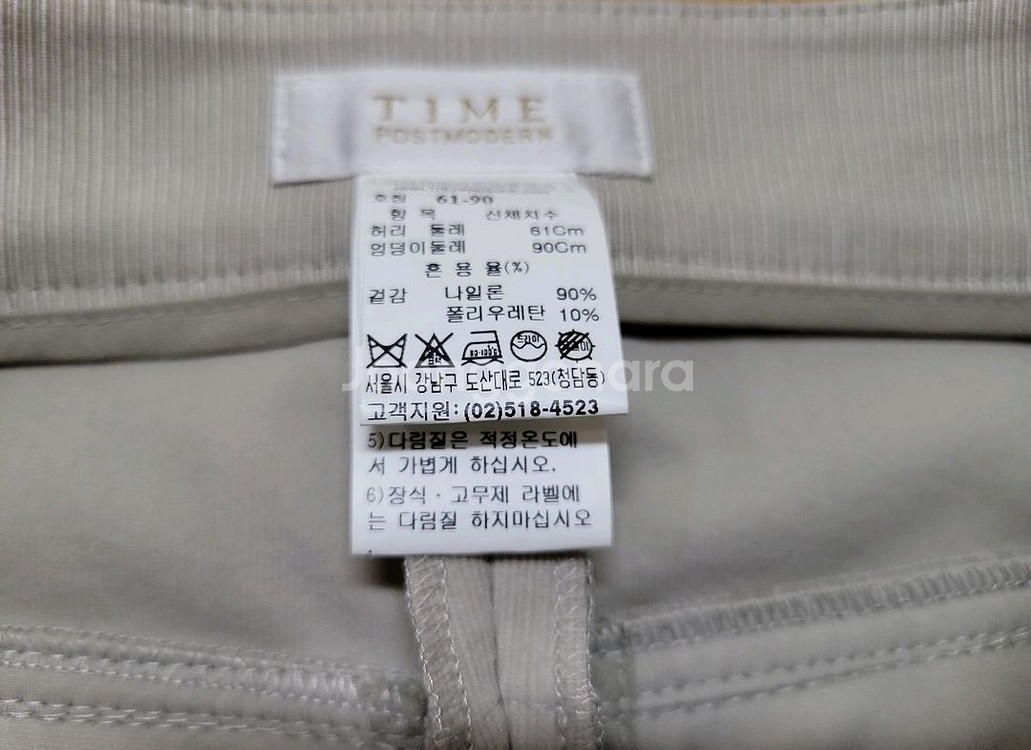 TIME
POSTMODERN
호칭 61-90
항 목 신체치수
허리 둘레 61Cm
엉덩이둘레 90Cm
혼 용 율(%)
겉감 나일론 90%
폴리우레탄 10%
드라이
서울시 강남구 도산대로 523(청담동)
고객지원: (02)518-4523
5)다림질은 적정온도에
서 가볍게 하십시오.
6)장식·고무제 라벨에
는 다림질 하지마십시오